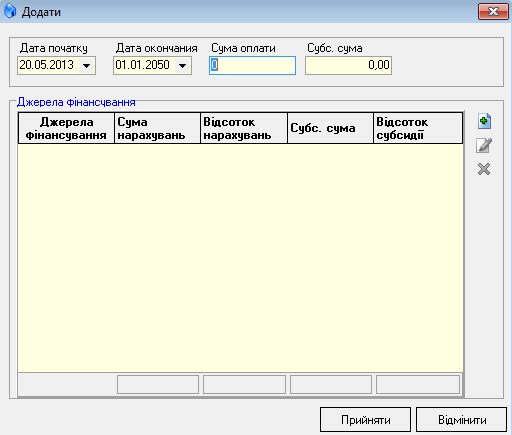 Додати
Дата початку Дата окончания Сума оплати Субс. сума
20.05.2013 01.01.2050 0 0,00
Джерела фінансування
Джерела Сума Відсоток Субс. сума Відсоток
фінансування нарахувань нарахувань субсидії
Прийняти Відмінити